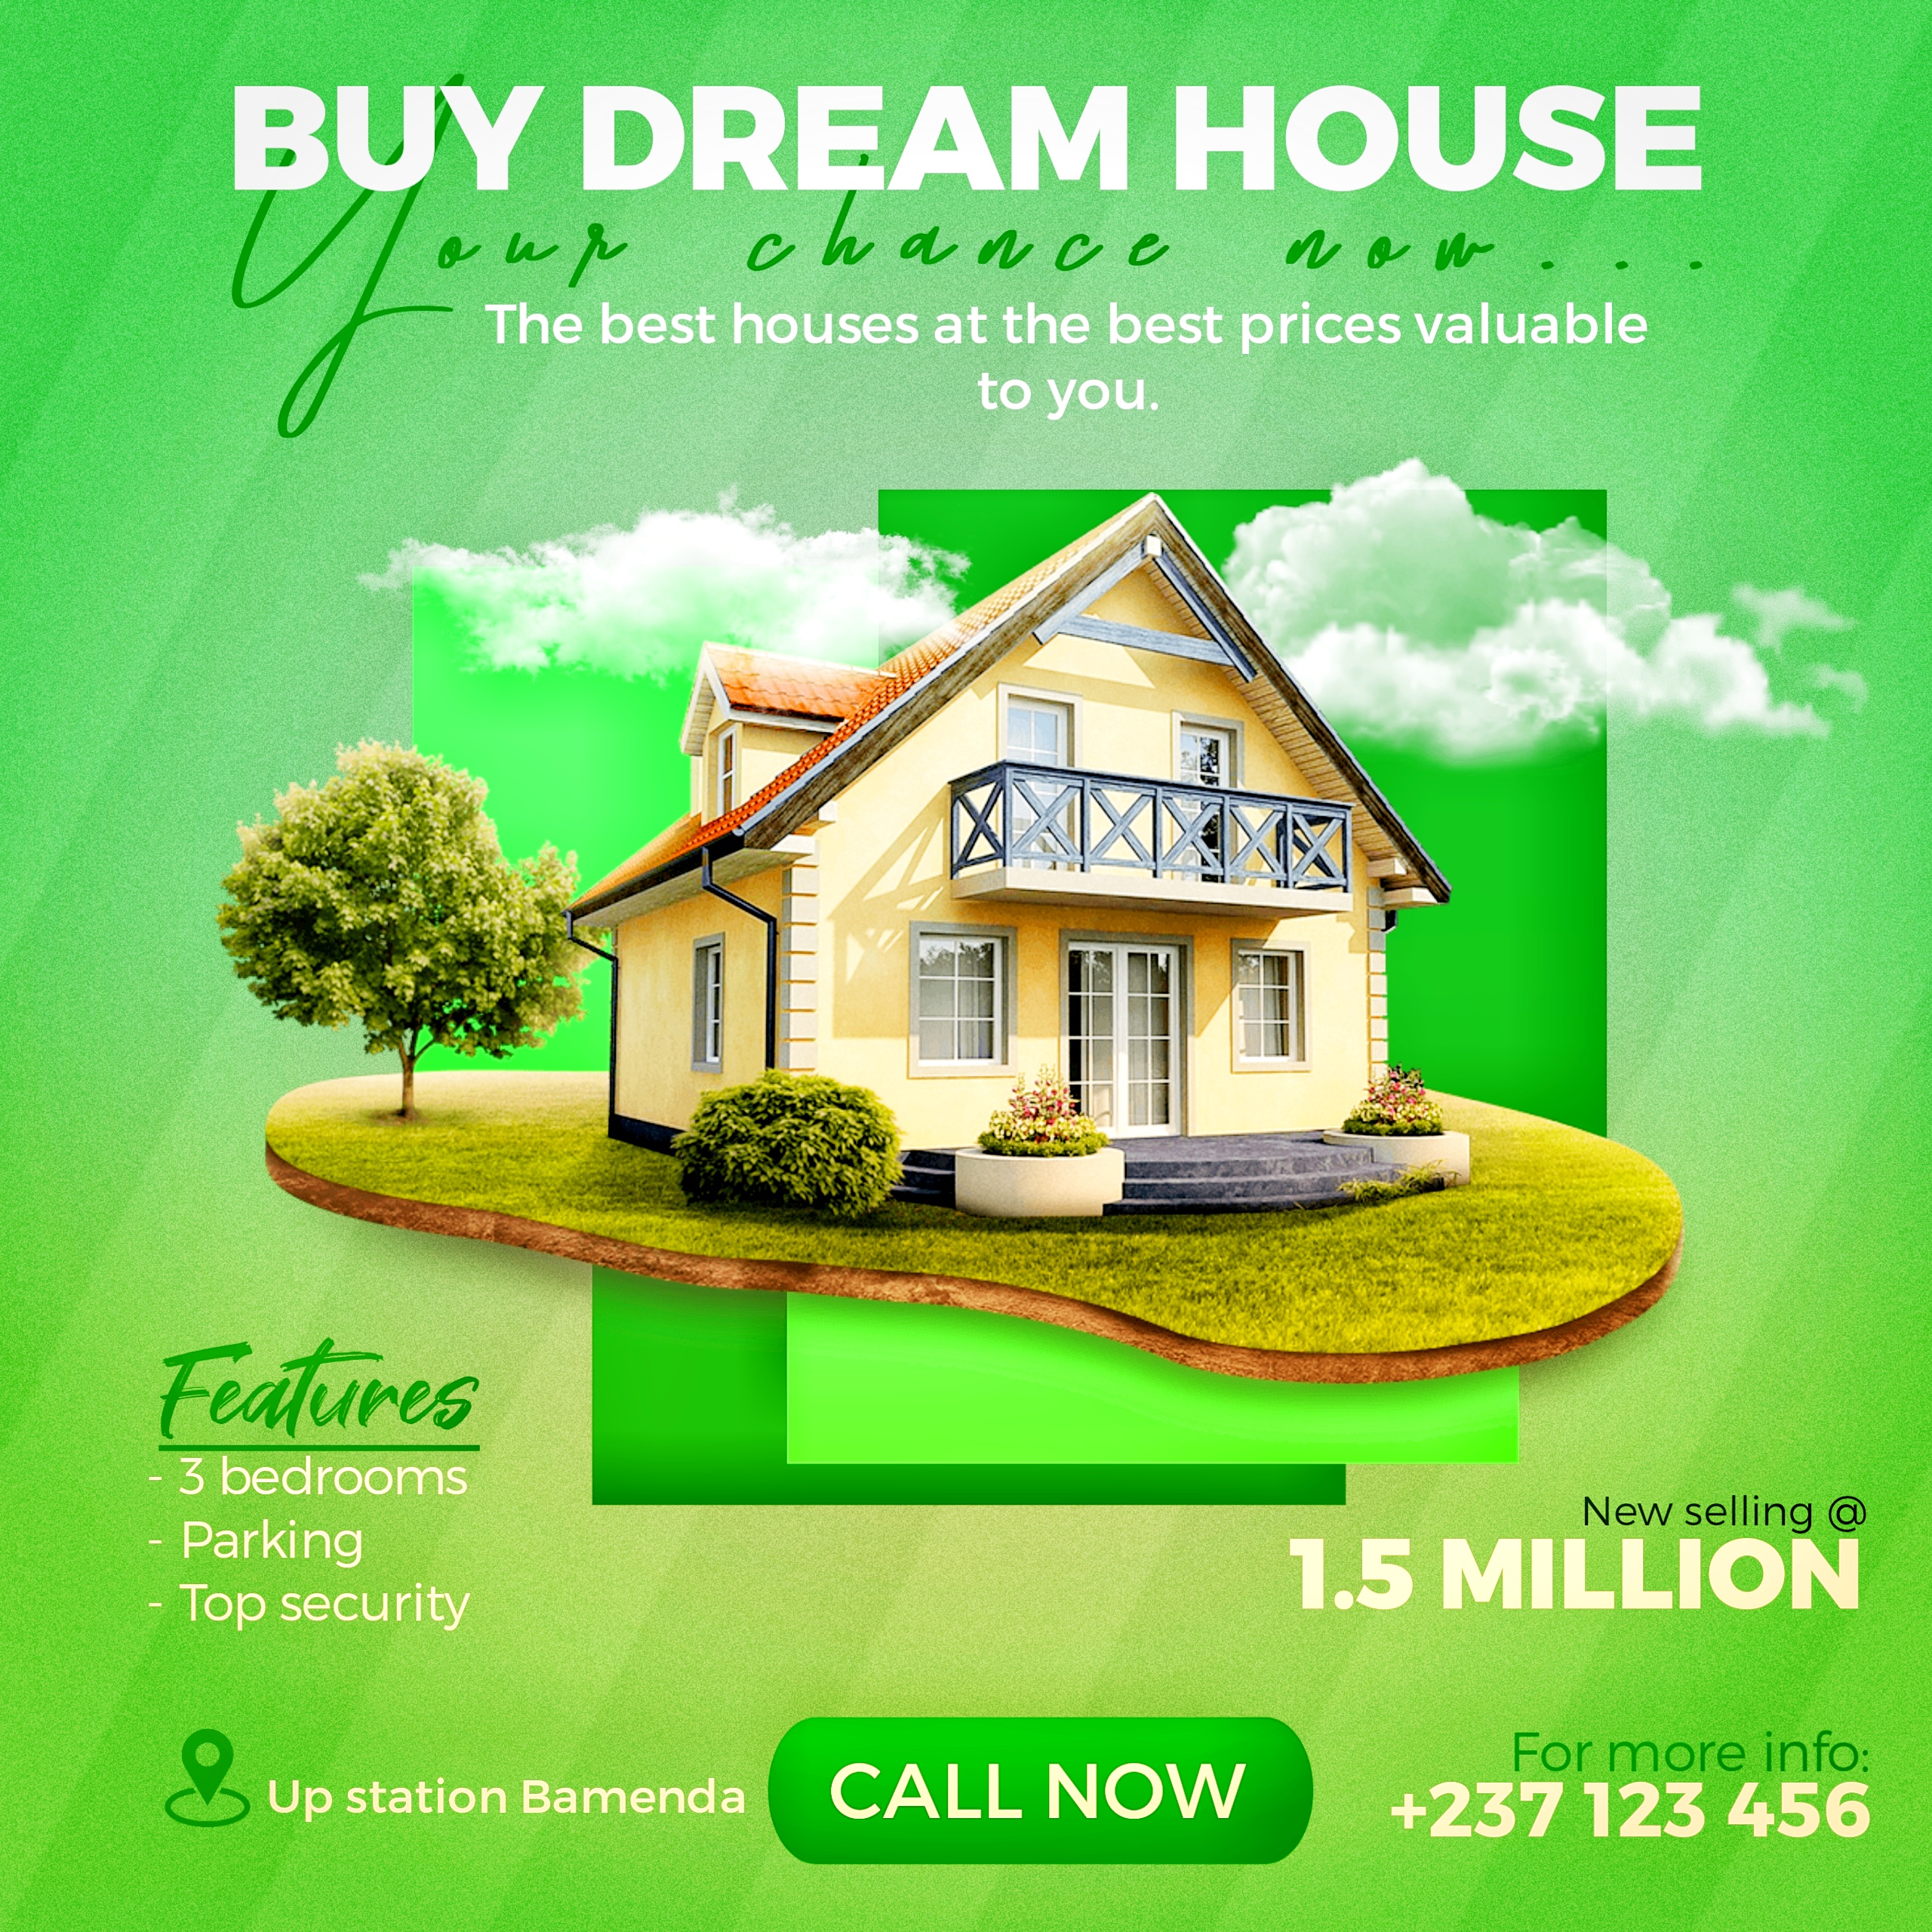 BUY DREAM HOUSE
Your chance now...
The best houses at the best prices valuable
to you.
Features
- 3 bedrooms
- Parking
- Top security
New selling @
1.5 MILLION
Up station Bamenda
CALL NOW
For more info:
+237 123 456